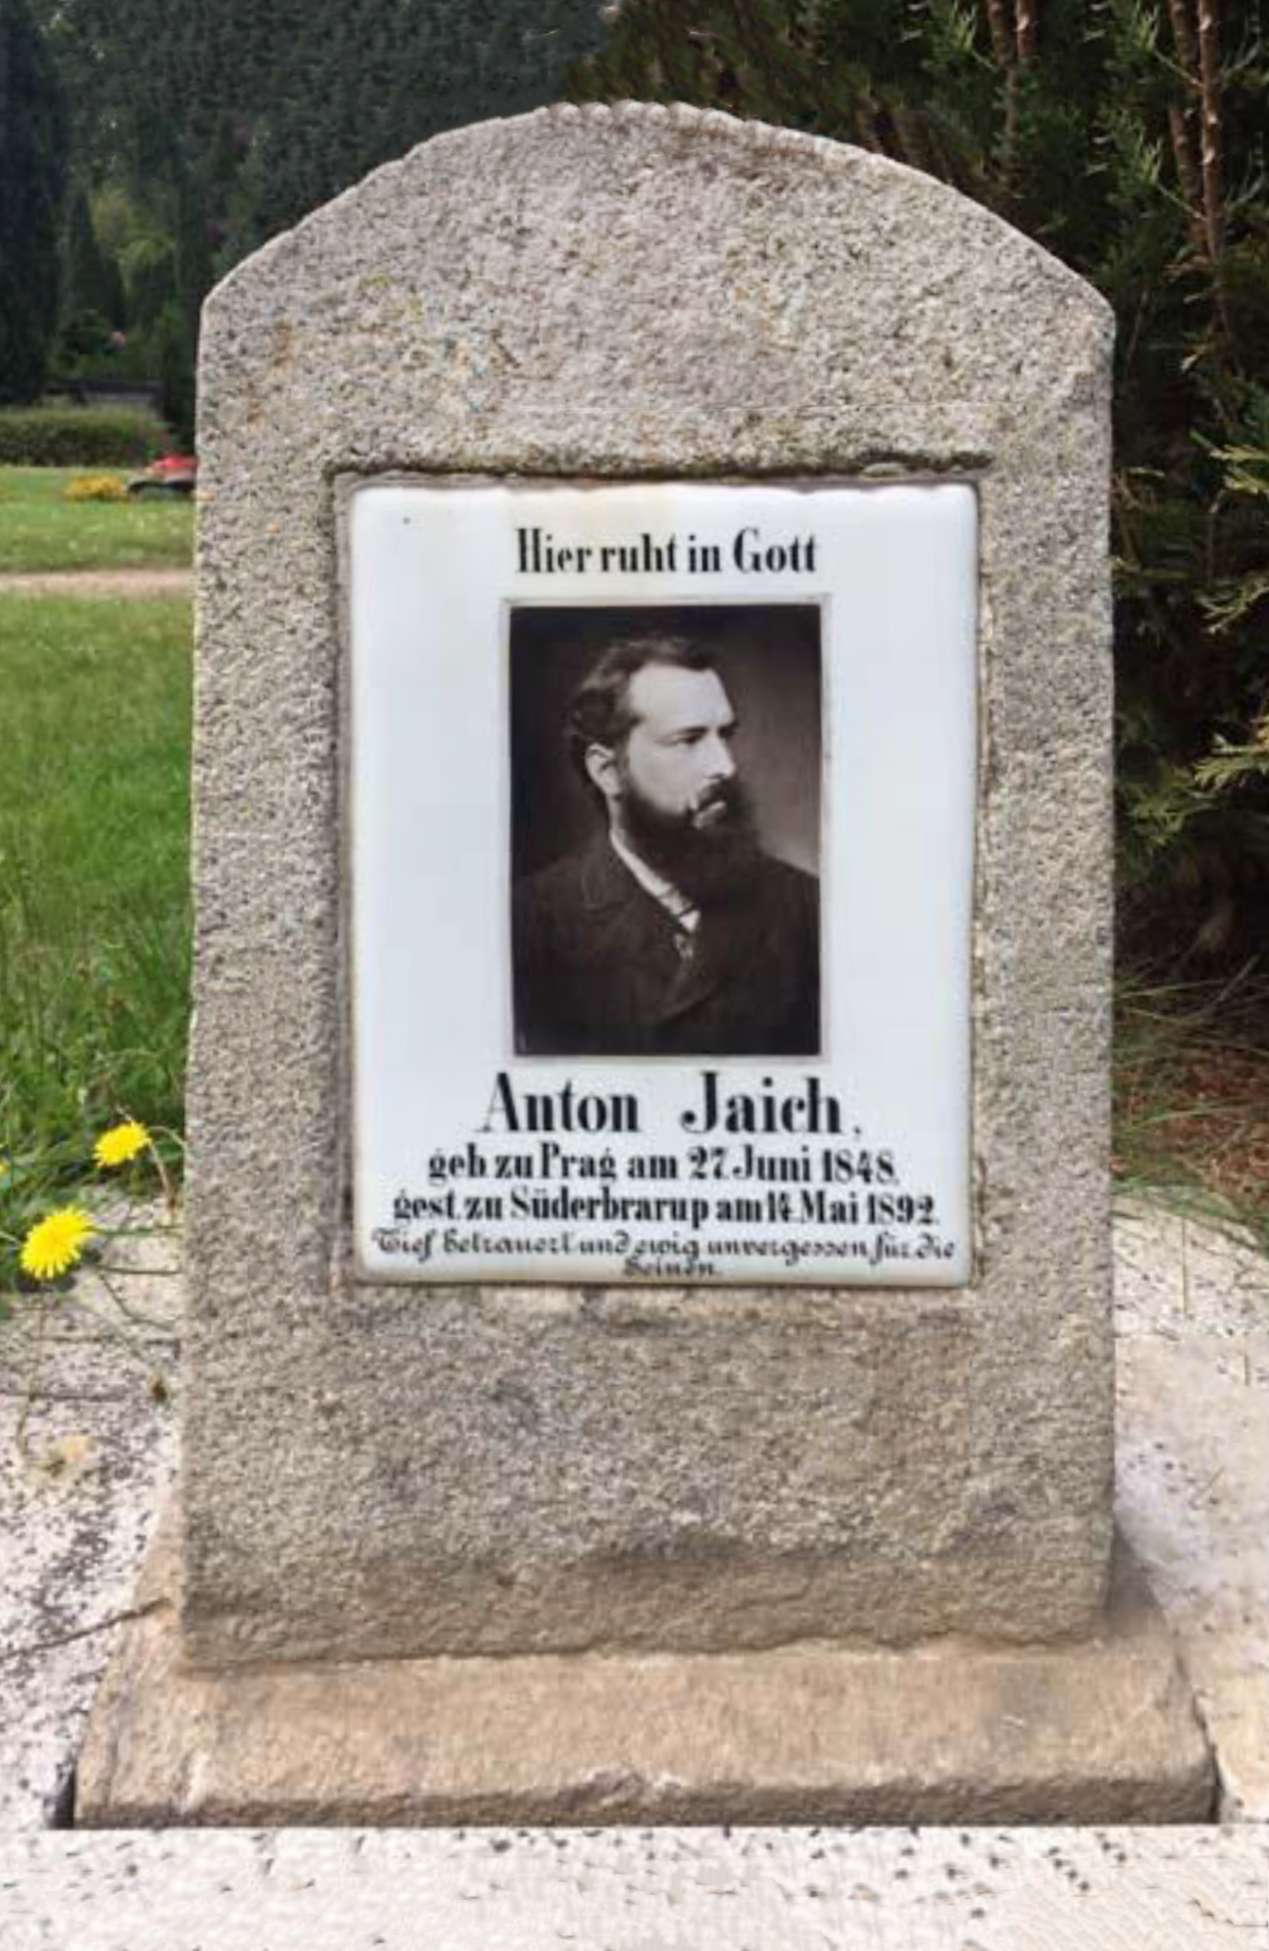 Hier ruht in Gott
Anton Jaich,
geb zu Prag am 27. Juni 1848.
gest. zu Süderbrarup am 14. Mai 1892.
Tief betrauert und ewig unvergessen für die
Seinen.